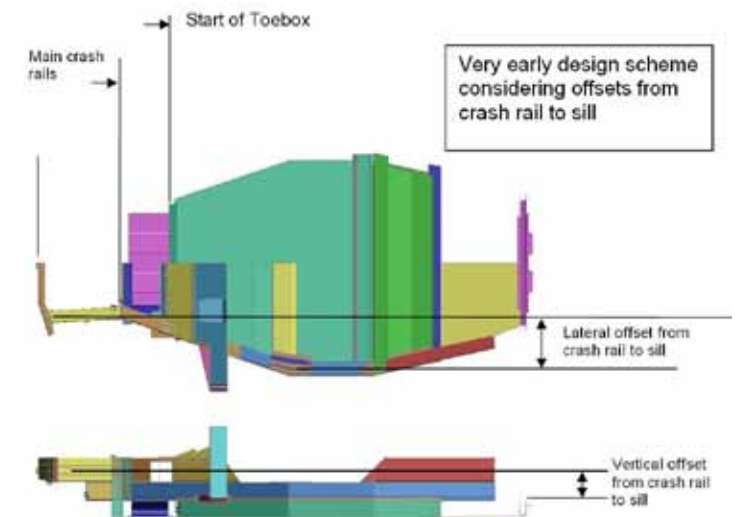 Start of Toebox
Main crash
rails
Very early design scheme
considering offsets from
crash rail to sill
Lateral offset from
crash rail to sill
Vertical offset
from crash rail
to sill